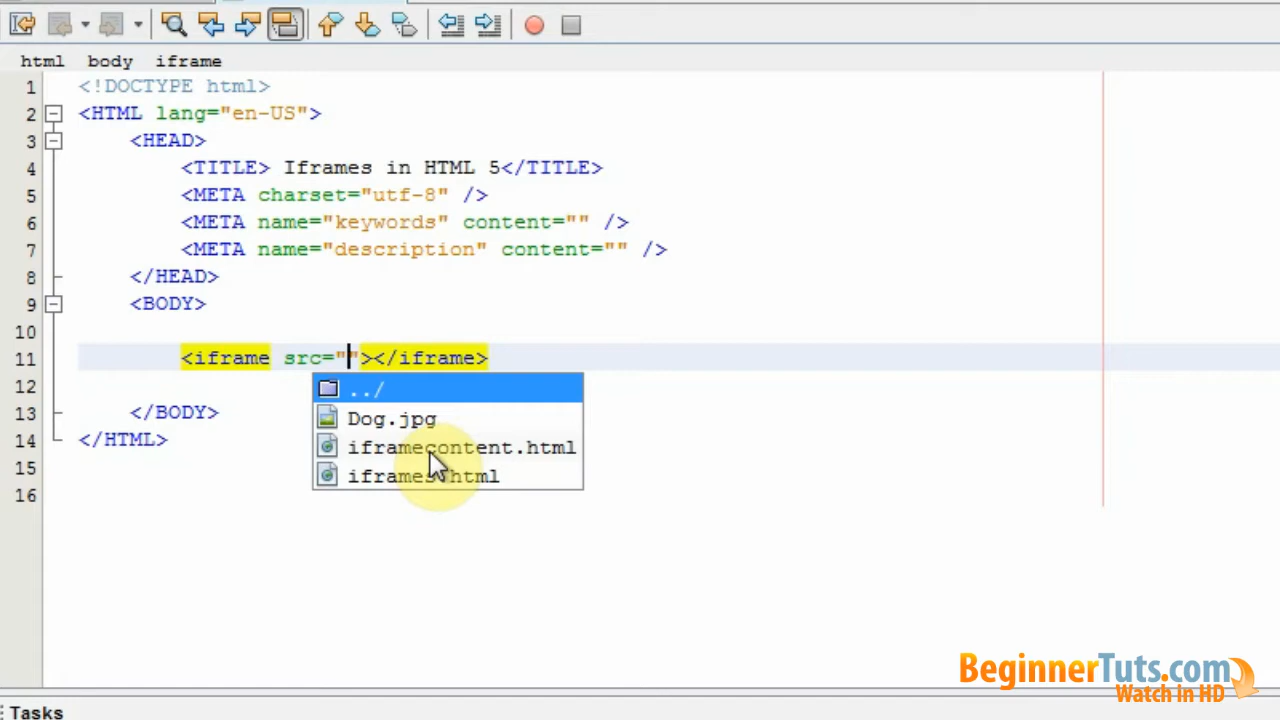 html body iframe
1 <!DOCTYPE html>
2 <HTML lang="en-US">
3 <HEAD>
4 <TITLE> Iframes in HTML 5</TITLE>
5 <META charset="utf-8" />
6 <META name="keywords" content="" />
7 <META name="description" content="" />
8 </HEAD>
9 <BODY>
10
11 <iframe src=""></iframe>
12
../
Dog.jpg
iframecontent.html
iframes.html
13 </BODY>
14 </HTML>
15
16
BeginnerTuts.com
Watch in HD
Tasks